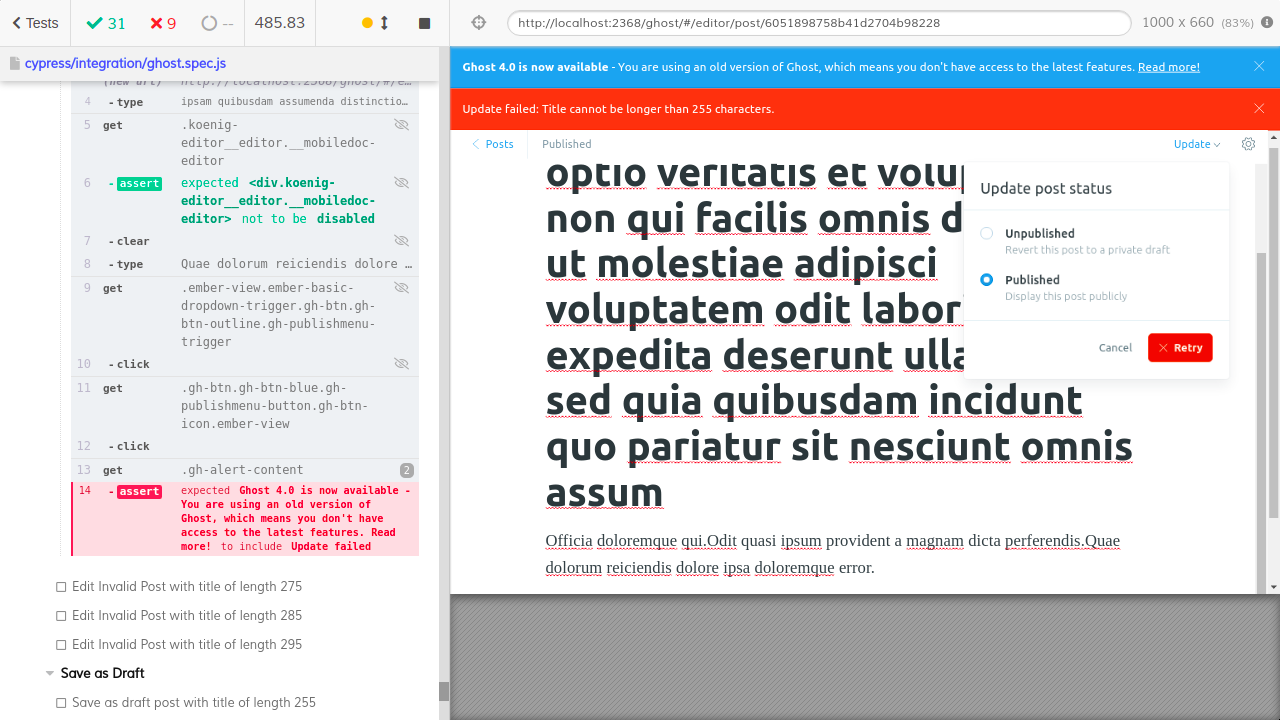 Tests
31
9
--
485.83
http://localhost:2368/ghost/#/editor/post/6051898758b41d2704b98228
1000 x 660 (83%)
cypress/integration/ghost.spec.js
(new url) http://localhost:2368/ghost/#/e…
4 - type ipsam quibusdam assumenda distinctio…
5 get .koenig-
editor__editor.__mobiledoc-
editor
6 - assert expected <div.koenig-
editor__editor.__mobiledoc-
editor> not to be disabled
7 - clear
8 - type Quae dolorum reiciendis dolore …
9 get .ember-view.ember-basic-
dropdown-trigger.gh-btn.gh-
btn-outline.gh-publishmenu-
trigger
10 - click
11 get .gh-btn.gh-btn-blue.gh-
publishmenu-button.gh-btn-
icon.ember-view
12 - click
13 get .gh-alert-content 2
14 - assert expected Ghost 4.0 is now available -
You are using an old version of
Ghost, which means you don't have
access to the latest features. Read
more! to include Update failed
Edit Invalid Post with title of length 275
Edit Invalid Post with title of length 285
Edit Invalid Post with title of length 295
Save as Draft
Save as draft post with title of length 255
Ghost 4.0 is now available - You are using an old version of Ghost, which means you don't have access to the latest features. Read more!
Update failed: Title cannot be longer than 255 characters.
Posts
Published
Update
optio veritatis et volup
non qui facilis omnis d
ut molestiae adipisci
voluptatem odit labor
expedita deserunt ulla
sed quia quibusdam incidunt
quo pariatur sit nesciunt omnis
assum
Officia doloremque qui.Odit quasi ipsum provident a magnam dicta perferendis.Quae
dolorum reiciendis dolore ipsa doloremque error.
Update post status
Unpublished
Revert this post to a private draft
Published
Display this post publicly
Cancel
Retry